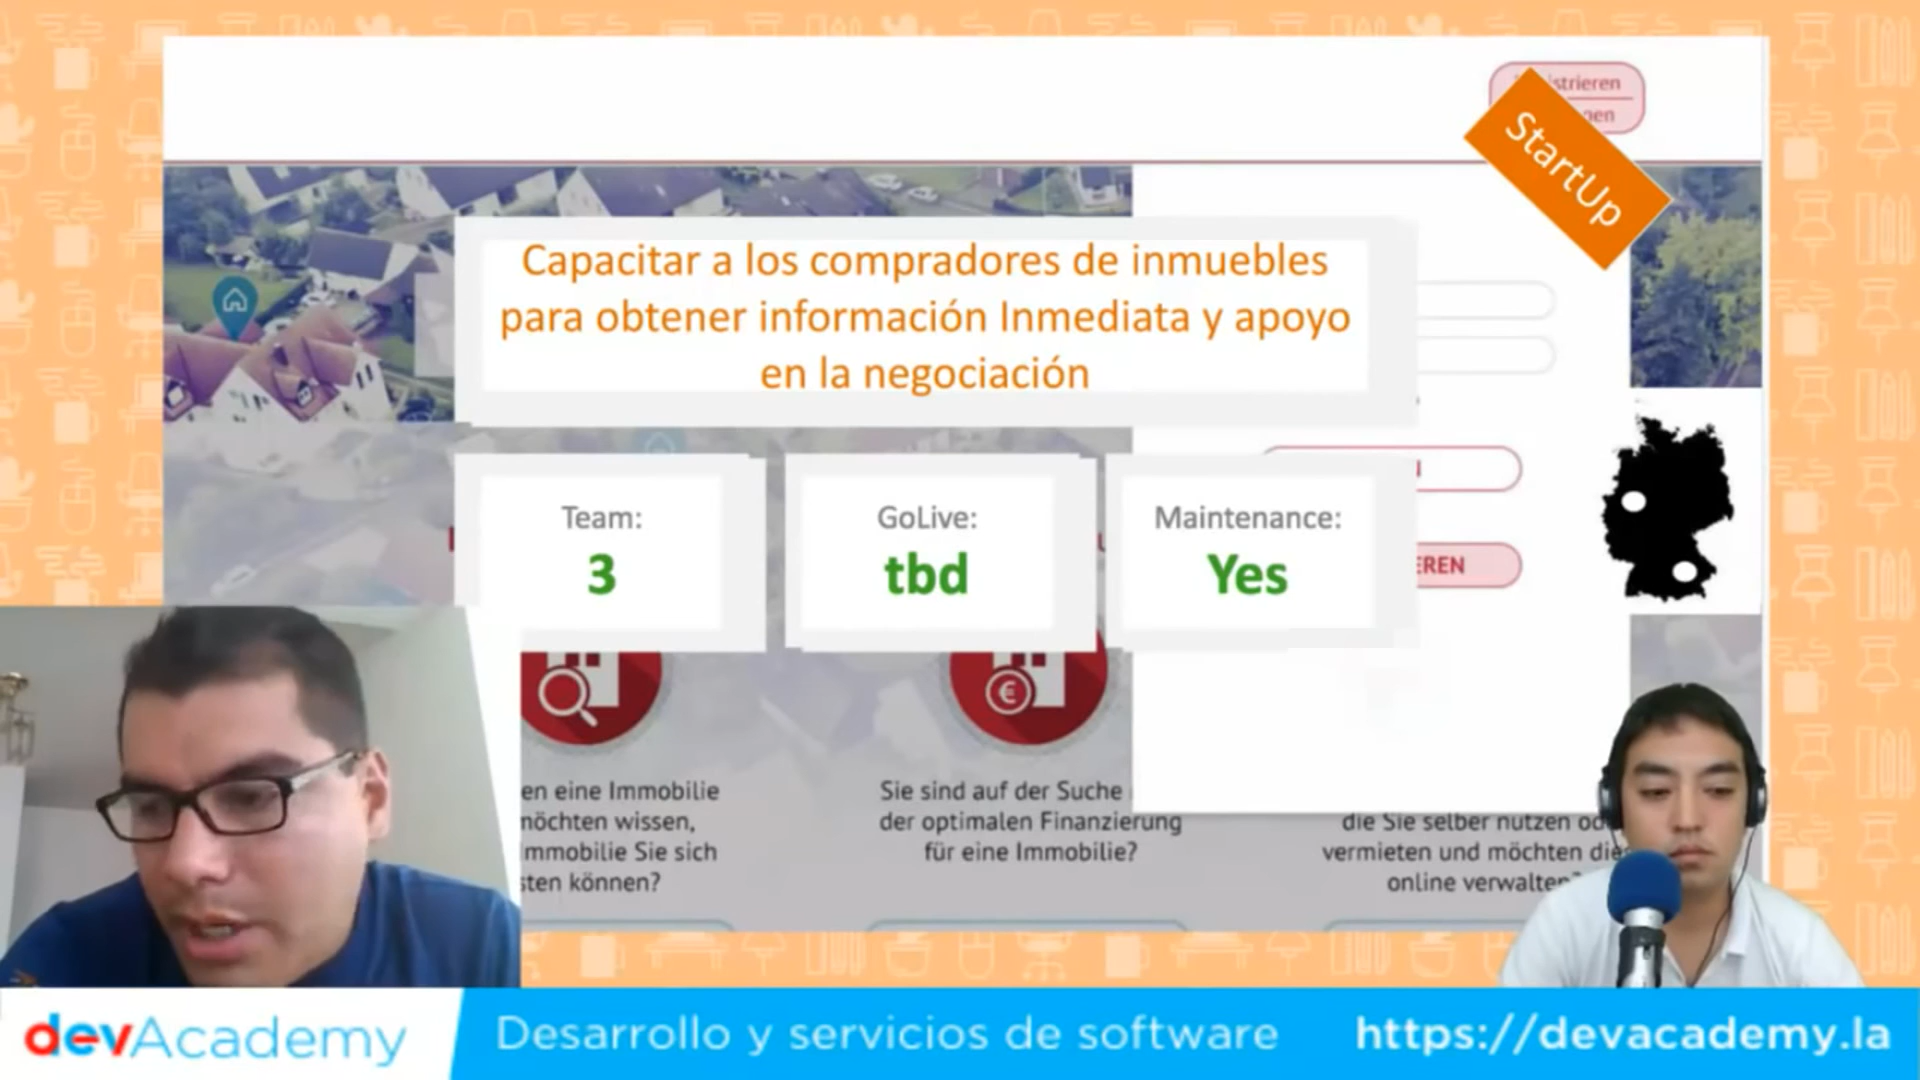 strieren
StartUp
Capacitar a los compradores de inmuebles
para obtener información Inmediata y apoyo
en la negociación
Team:
3
GoLive:
tbd
Maintenance:
Yes
EREN
en eine Immobilie
möchten wissen,
mmobilie Sie sich
sten können?
Sie sind auf der Suche
der optimalen Finanzierung
für eine Immobilie?
die Sie selber nutzen od
vermieten und möchten die
online verwalten?
devAcademy
Desarrollo y servicios de software
https://devacademy.la